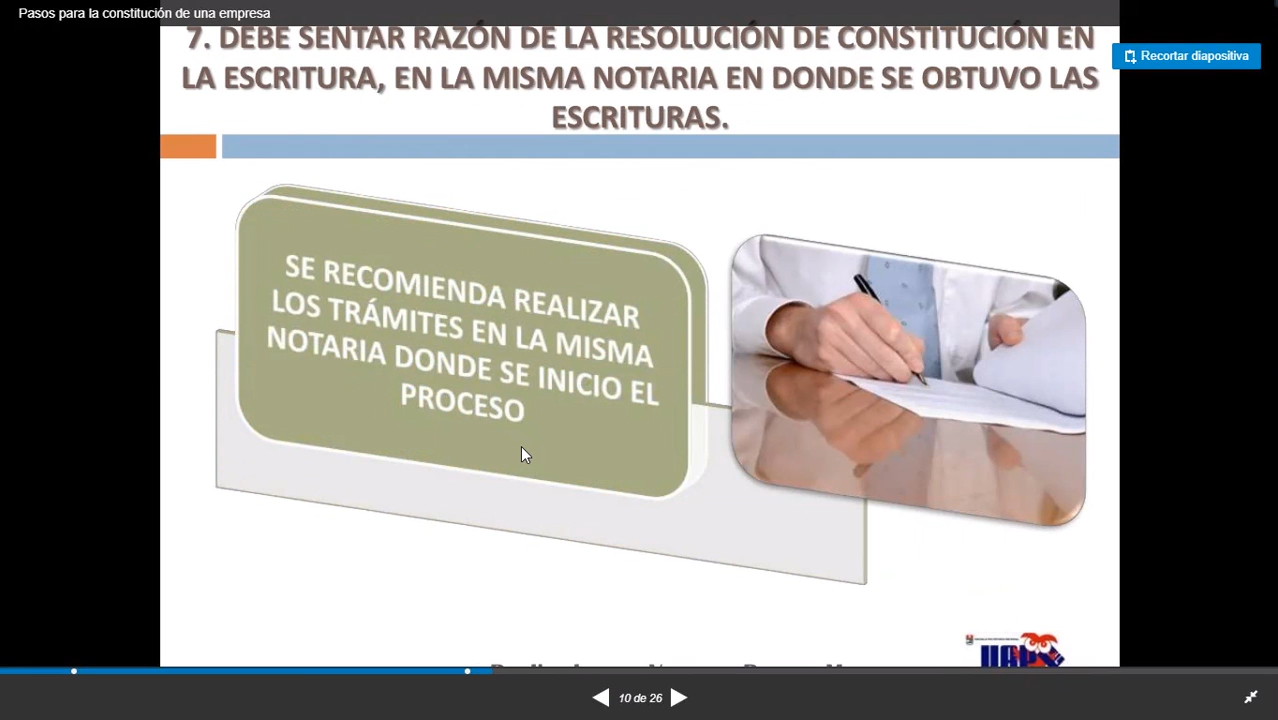 Pasos para la constitución de una empresa
7. DEBE SENTAR RAZÓN DE LA RESOLUCIÓN DE CONSTITUCIÓN EN
LA ESCRITURA, EN LA MISMA NOTARIA EN DONDE SE OBTUVO LAS
ESCRITURAS.
Recortar diapositiva
SE RECOMIENDA REALIZAR
LOS TRÁMITES EN LA MISMA
NOTARIA DONDE SE INICIO EL
PROCESO
10 de 26